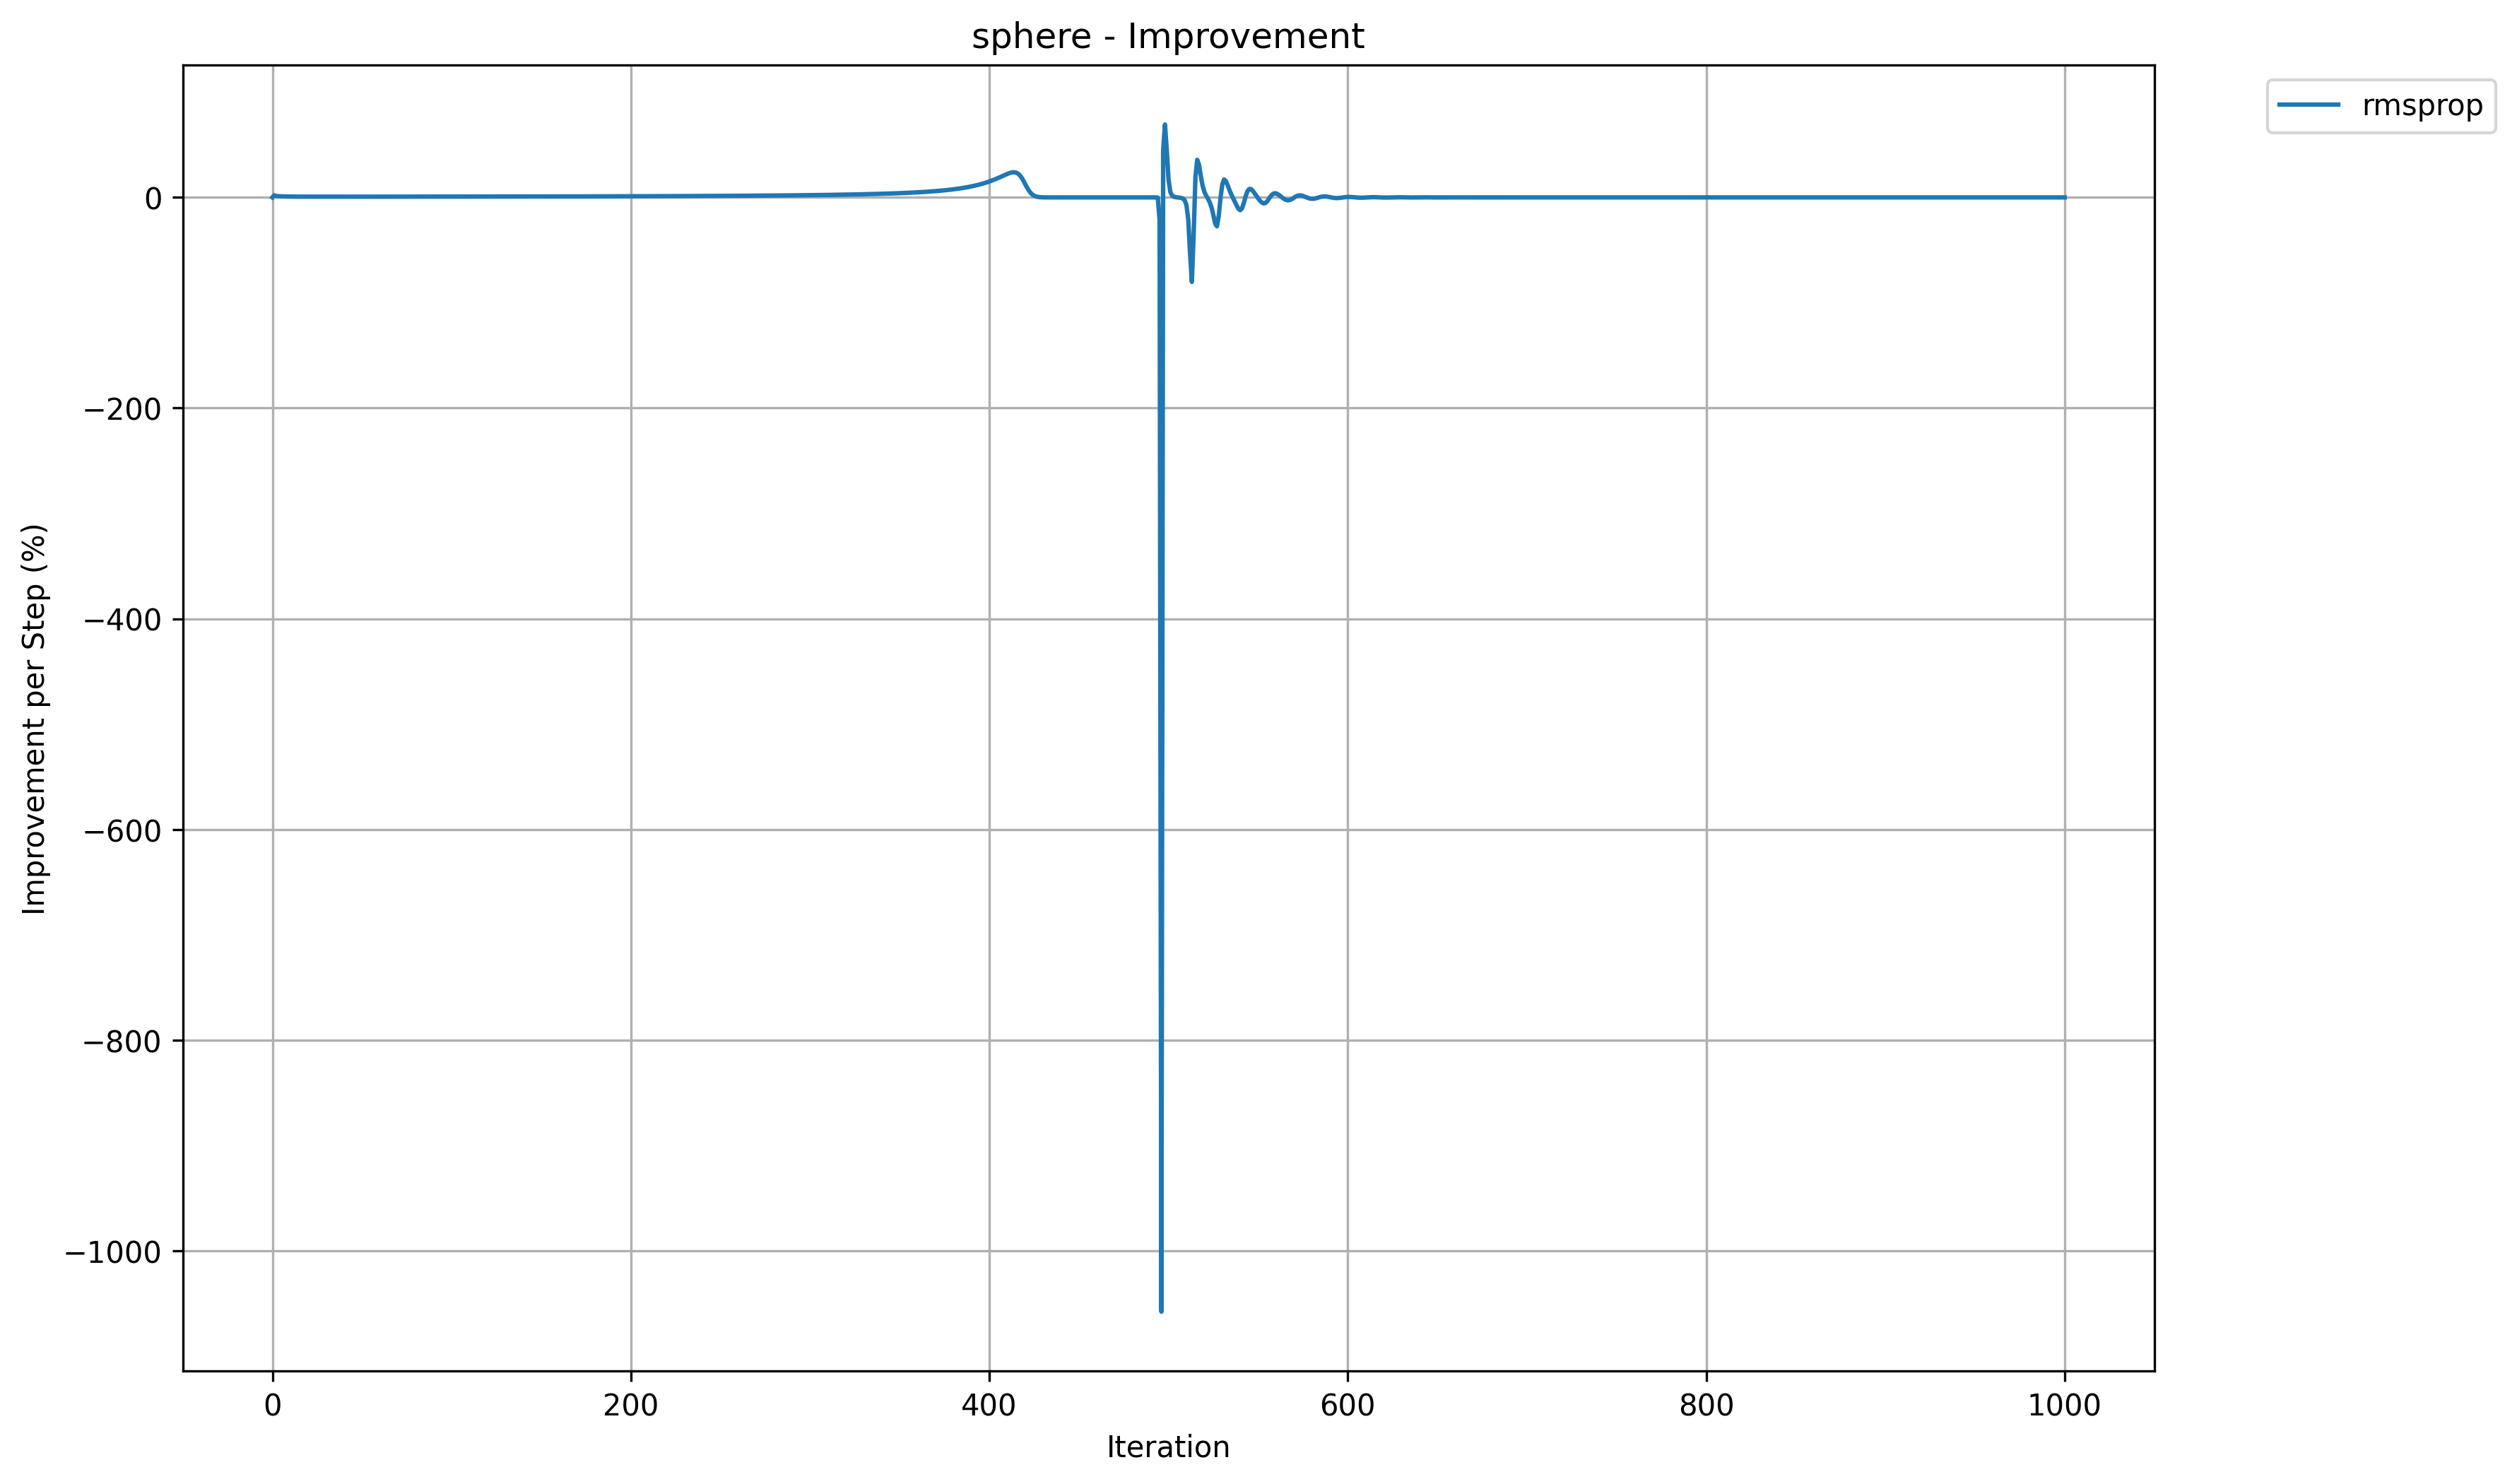 sphere - Improvement
rmsprop
Improvement per Step (%)
0
−200
−400
−600
−800
−1000
0 200 400 600 800 1000
Iteration